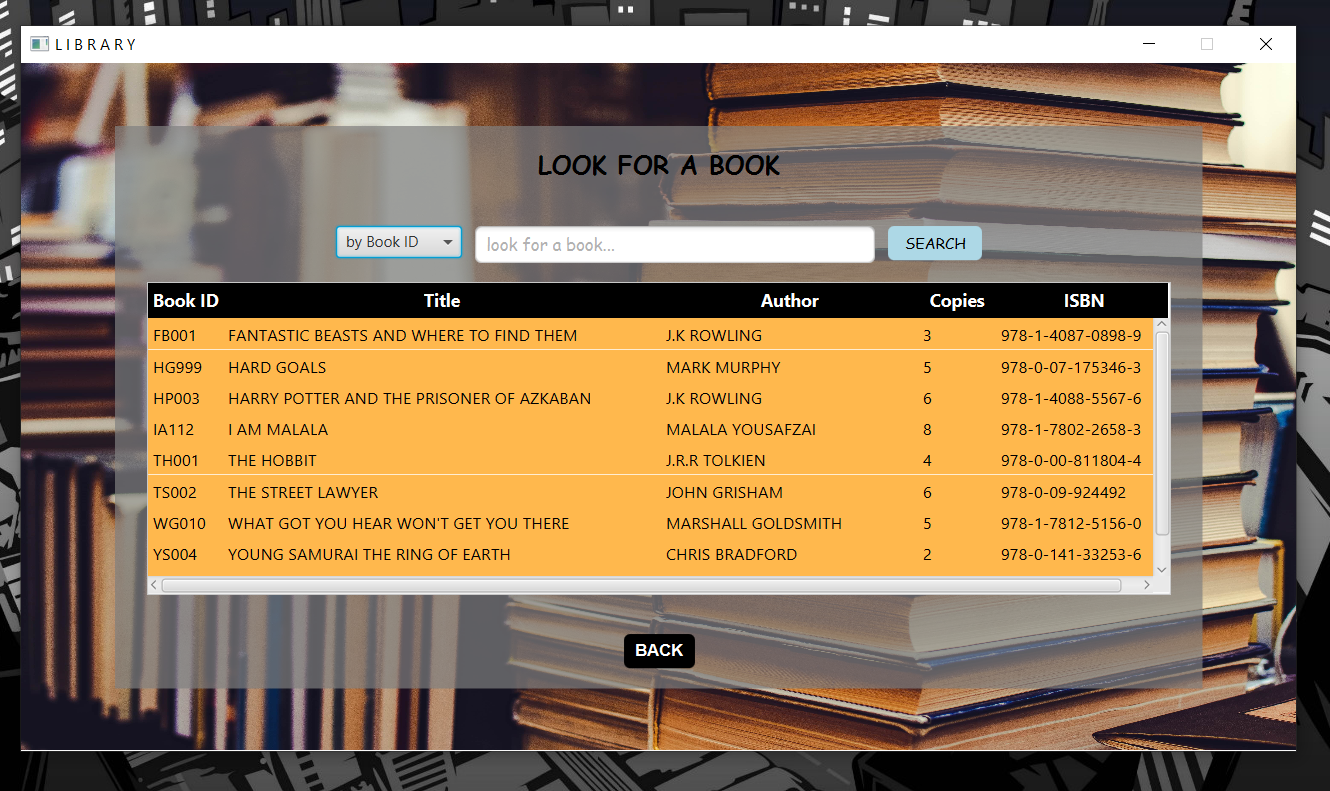 LIBRARY
LOOK FOR A BOOK
by Book ID look for a book... SEARCH
Book ID Title Author Copies ISBN
FB001 FANTASTIC BEASTS AND WHERE TO FIND THEM J.K ROWLING 3 978-1-4087-0898-9
HG999 HARD GOALS MARK MURPHY 5 978-0-07-175346-3
HP003 HARRY POTTER AND THE PRISONER OF AZKABAN J.K ROWLING 6 978-1-4088-5567-6
IA112 I AM MALALA MALALA YOUSAFZAI 8 978-1-7802-2658-3
TH001 THE HOBBIT J.R.R TOLKIEN 4 978-0-00-811804-4
TS002 THE STREET LAWYER JOHN GRISHAM 6 978-0-09-924492
WG010 WHAT GOT YOU HEAR WON'T GET YOU THERE MARSHALL GOLDSMITH 5 978-1-7812-5156-0
YS004 YOUNG SAMURAI THE RING OF EARTH CHRIS BRADFORD 2 978-0-141-33253-6
BACK